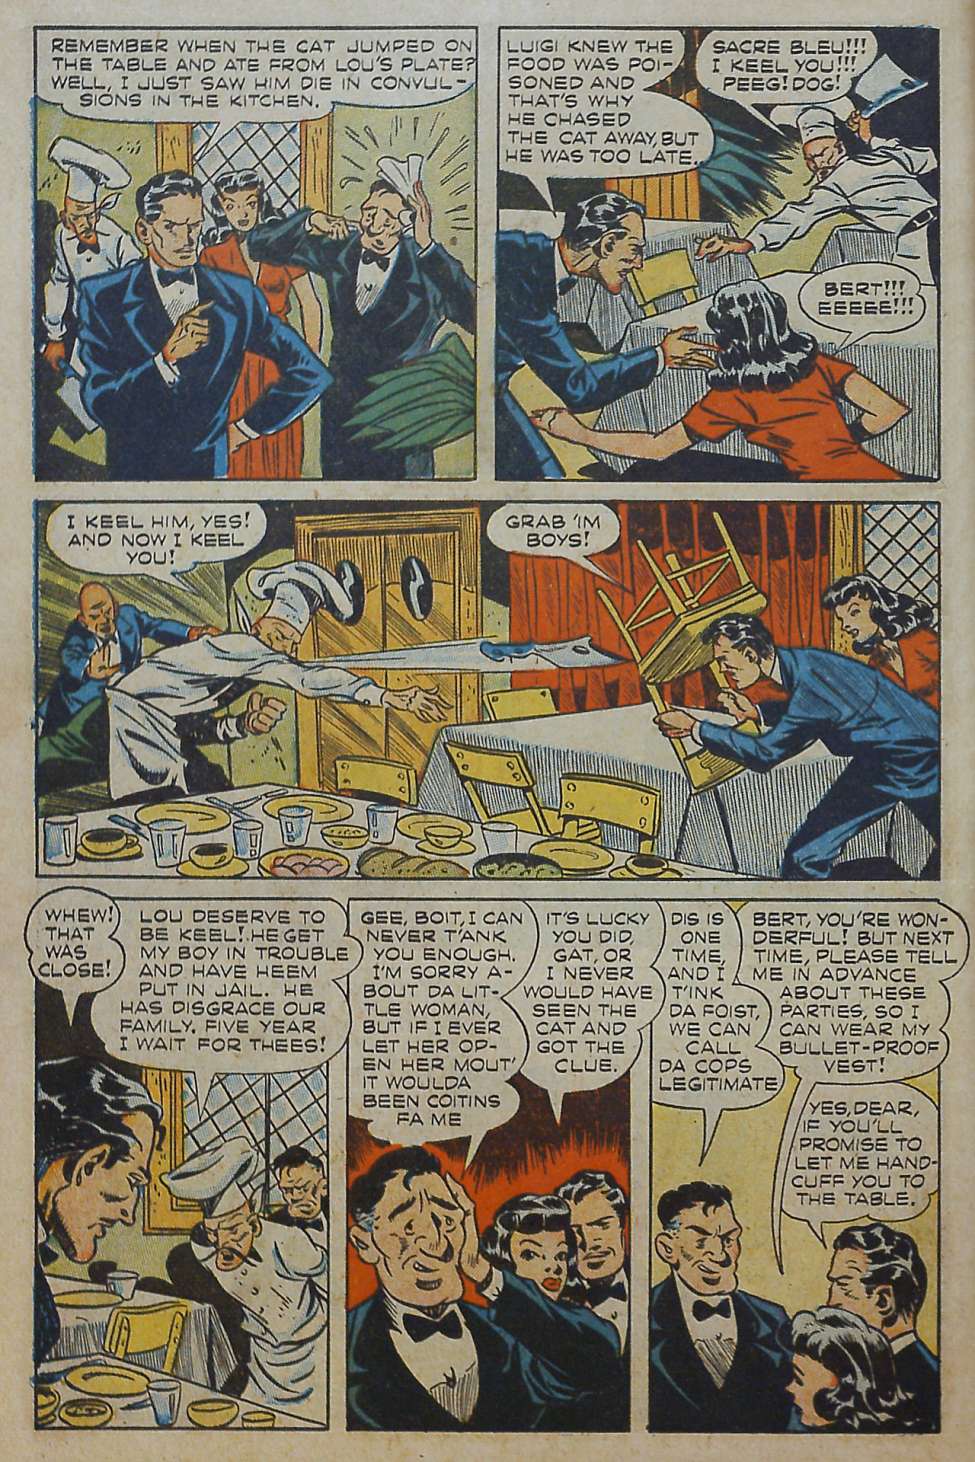 REMEMBER WHEN THE CAT JUMPED ON
THE TABLE AND ATE FROM LOU'S PLATE?
WELL, I JUST SAW HIM DIE IN CONVUL-
SIONS IN THE KITCHEN.
LUIGI KNEW THE
FOOD WAS POI-
SONED AND
THAT'S WHY
HE CHASED
THE CAT AWAY, BUT
HE WAS TOO LATE.
SACRE BLEU!!!
I KEEL YOU!!!
PEEG! DOG!
BERT!!!
EEEEE!!!
I KEEL HIM, YES!
AND NOW I KEEL
YOU!
GRAB 'IM
BOYS!
WHEW!
THAT
WAS
CLOSE!
LOU DESERVE TO
BE KEEL! HE GET
MY BOY IN TROUBLE
AND HAVE HEEM
PUT IN JAIL. HE
HAS DISGRACE OUR
FAMILY. FIVE YEAR
I WAIT FOR THEES!
GEE, BOIT, I CAN
NEVER T'ANK
YOU ENOUGH.
I'M SORRY A-
BOUT DA LIT-
TLE WOMAN,
BUT IF I EVER
LET HER OP-
EN HER MOUT'
IT WOULDA
BEEN COITINS
FA ME
IT'S LUCKY
YOU DID,
GAT, OR
I NEVER
WOULD HAVE
SEEN THE
CAT AND
GOT THE
CLUE.
DIS IS
ONE
TIME,
AND I
T'INK
DA FOIST,
WE CAN
CALL
DA COPS
LEGITIMATE
BERT, YOU'RE WON-
DERFUL! BUT NEXT
TIME, PLEASE TELL
ME IN ADVANCE
ABOUT THESE
PARTIES, SO I
CAN WEAR MY
BULLET-PROOF
VEST!
YES, DEAR,
IF YOU'LL
PROMISE TO
LET ME HAND-
CUFF YOU TO
THE TABLE.